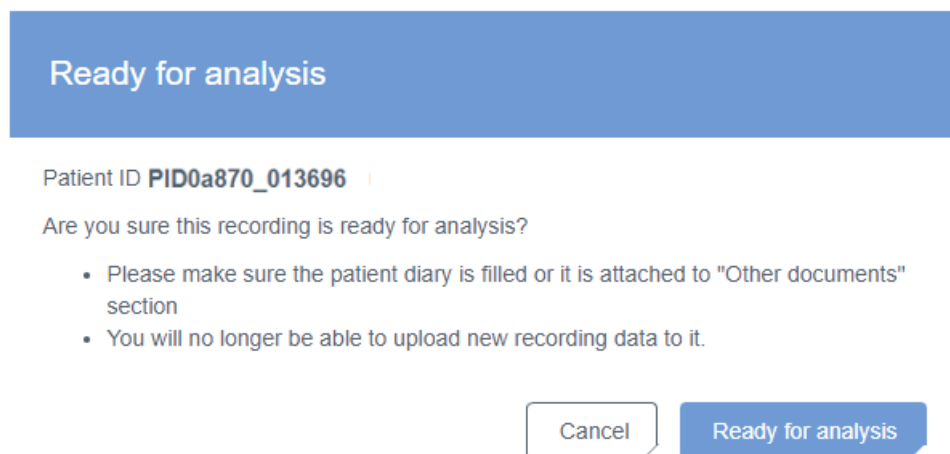 Ready for analysis
Patient ID PID0a870_013696
Are you sure this recording is ready for analysis?
• Please make sure the patient diary is filled or it is attached to "Other documents"
section
• You will no longer be able to upload new recording data to it.
Cancel Ready for analysis